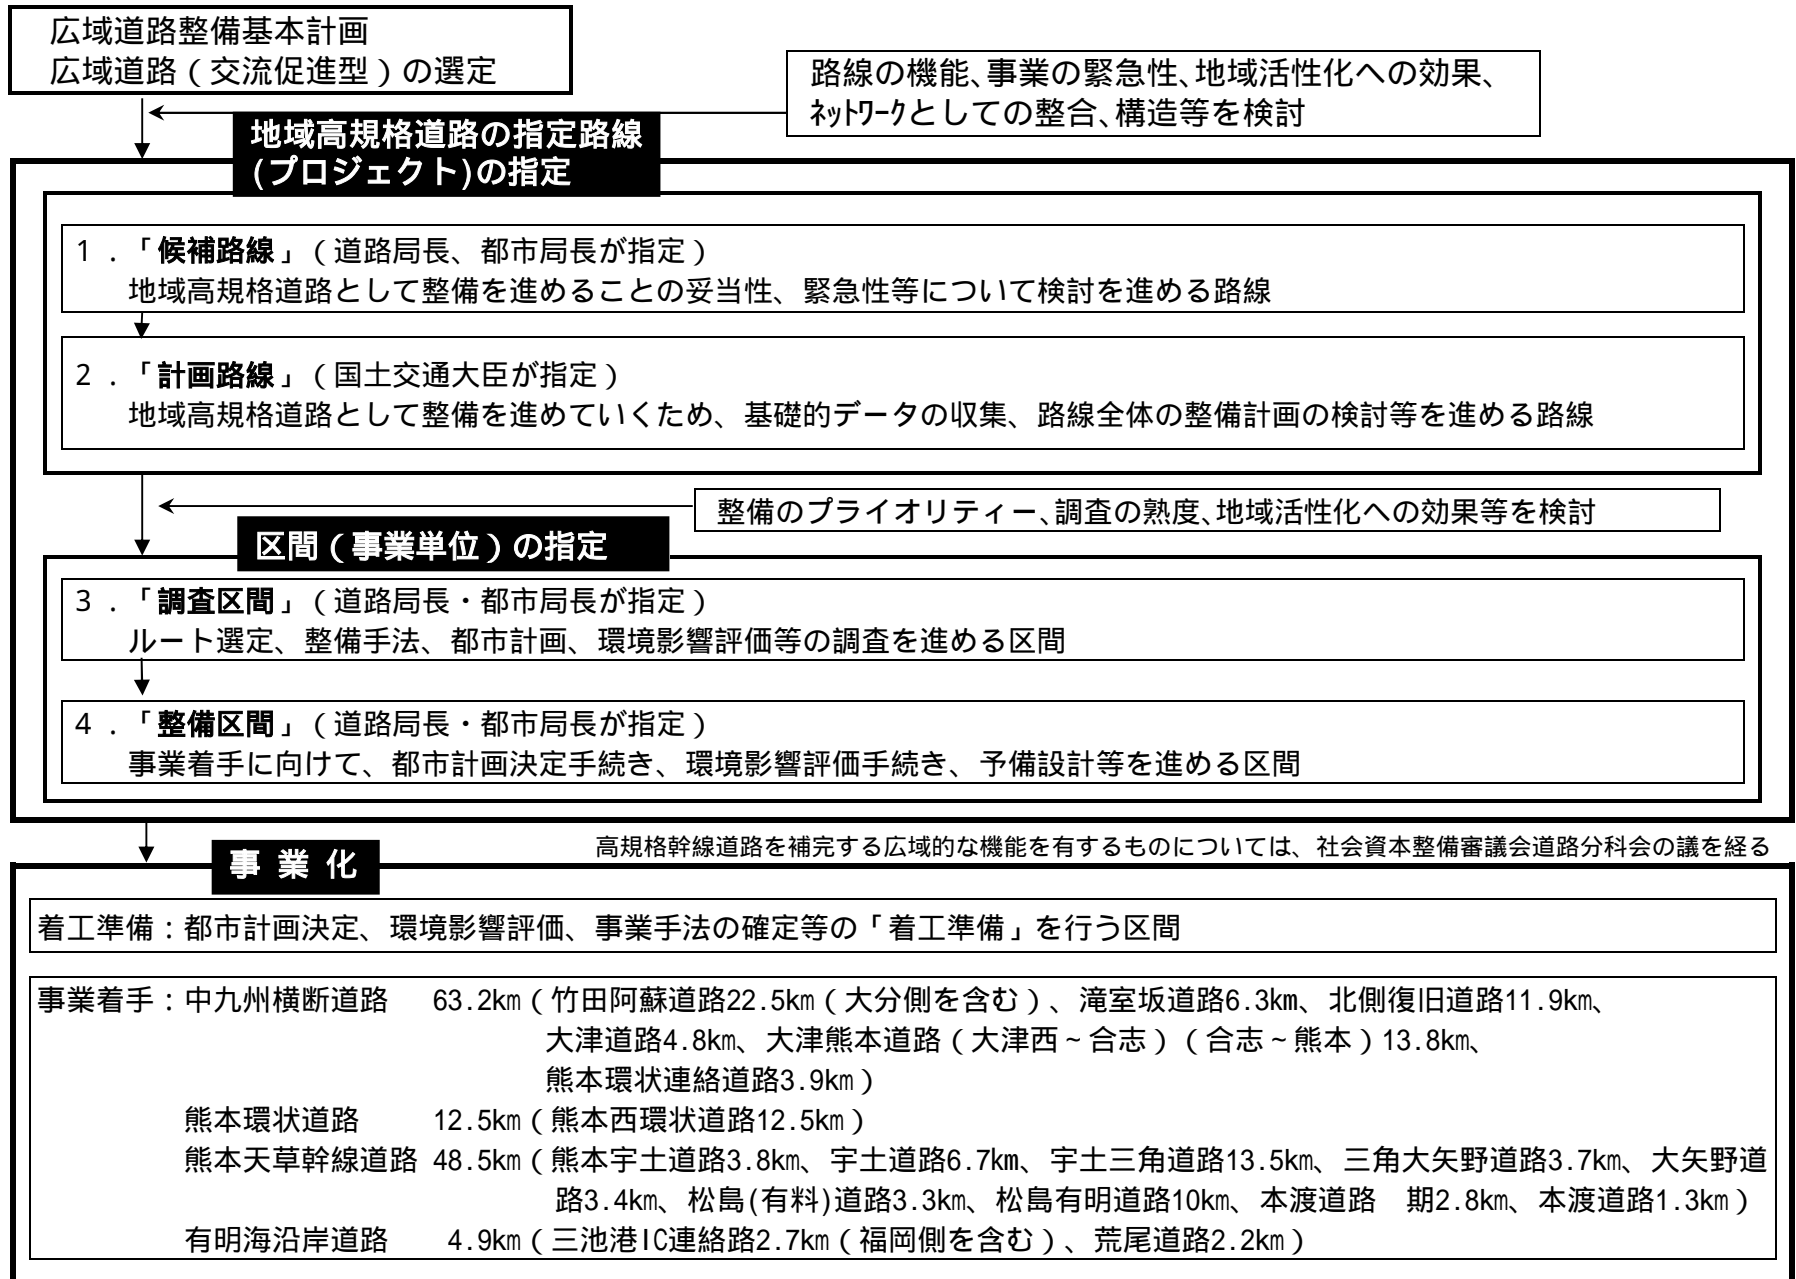 広域道路整備基本計画
広域道路（交流促進型）の選定
路線の機能、事業の緊急性、地域活性化への効果、
ﾈｯﾄﾜｰｸとしての整合、構造等を検討
地域高規格道路の指定路線
(プロジェクト)の指定
1．「候補路線」（道路局長、都市局長が指定）
地域高規格道路として整備を進めることの妥当性、緊急性等について検討を進める路線
2．「計画路線」（国土交通大臣が指定）
地域高規格道路として整備を進めていくため、基礎的データの収集、路線全体の整備計画の検討等を進める路線
整備のプライオリティー、調査の熟度、地域活性化への効果等を検討
区間（事業単位）の指定
3．「調査区間」（道路局長・都市局長が指定）
ルート選定、整備手法、都市計画、環境影響評価等の調査を進める区間
4．「整備区間」（道路局長・都市局長が指定）
事業着手に向けて、都市計画決定手続き、環境影響評価手続き、予備設計等を進める区間
高規格幹線道路を補完する広域的な機能を有するものについては、社会資本整備審議会道路分科会の議を経る
事 業 化
着工準備：都市計画決定、環境影響評価、事業手法の確定等の「着工準備」を行う区間
事業着手：中九州横断道路 63.2㎞（竹田阿蘇道路22.5㎞（大分側を含む）、滝室坂道路6.3㎞、北側復旧道路11.9㎞、
大津道路4.8㎞、大津熊本道路（大津西～合志）（合志～熊本）13.8㎞、
熊本環状連絡道路3.9㎞）
熊本環状道路 12.5㎞（熊本西環状道路12.5㎞）
熊本天草幹線道路 48.5㎞（熊本宇土道路3.8㎞、宇土道路6.7㎞、宇土三角道路13.5㎞、三角大矢野道路3.7㎞、大矢野道
路3.4㎞、松島(有料)道路3.3㎞、松島有明道路10㎞、本渡道路　期2.8㎞、本渡道路1.3㎞）
有明海沿岸道路 4.9㎞（三池港IC連絡路2.7㎞（福岡側を含む）、荒尾道路2.2㎞）